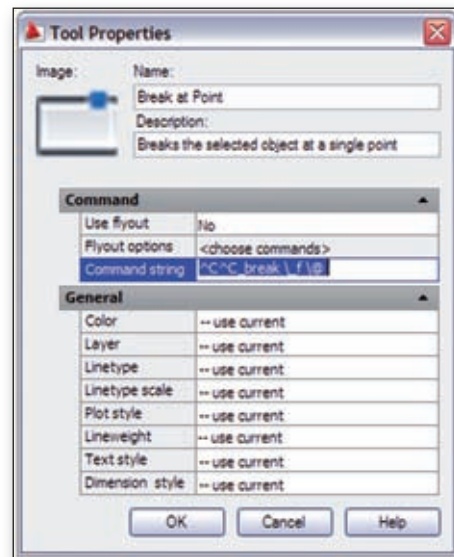 Tool Properties
Image:
Name:
Break at Point
Description:
Breaks the selected object at a single point
Command
Use flyout No
Flyout options <choose commands>
Command string ^C^C_break \_f \@
General
Color -- use current
Layer -- use current
Linetype -- use current
Linetype scale -- use current
Plot style -- use current
Lineweight -- use current
Text style -- use current
Dimension style -- use current
OK Cancel Help